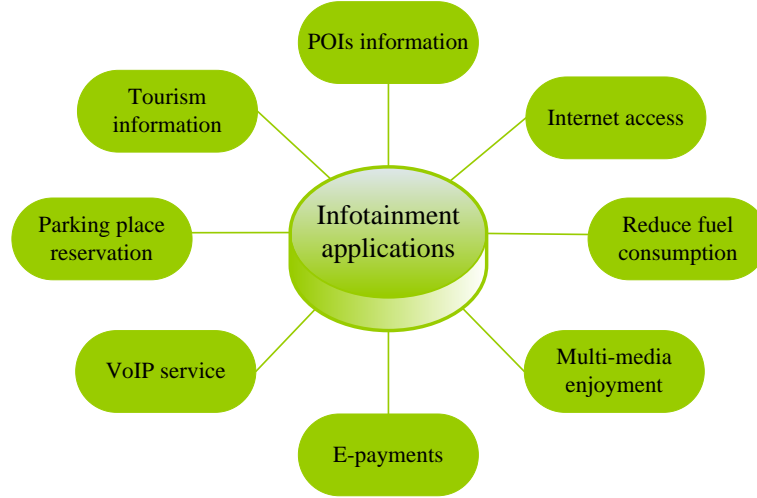 POIs information
Tourism
information
Internet access
Infotainment
applications
Parking place
reservation
Reduce fuel
consumption
VoIP service
Multi-media
enjoyment
E-payments